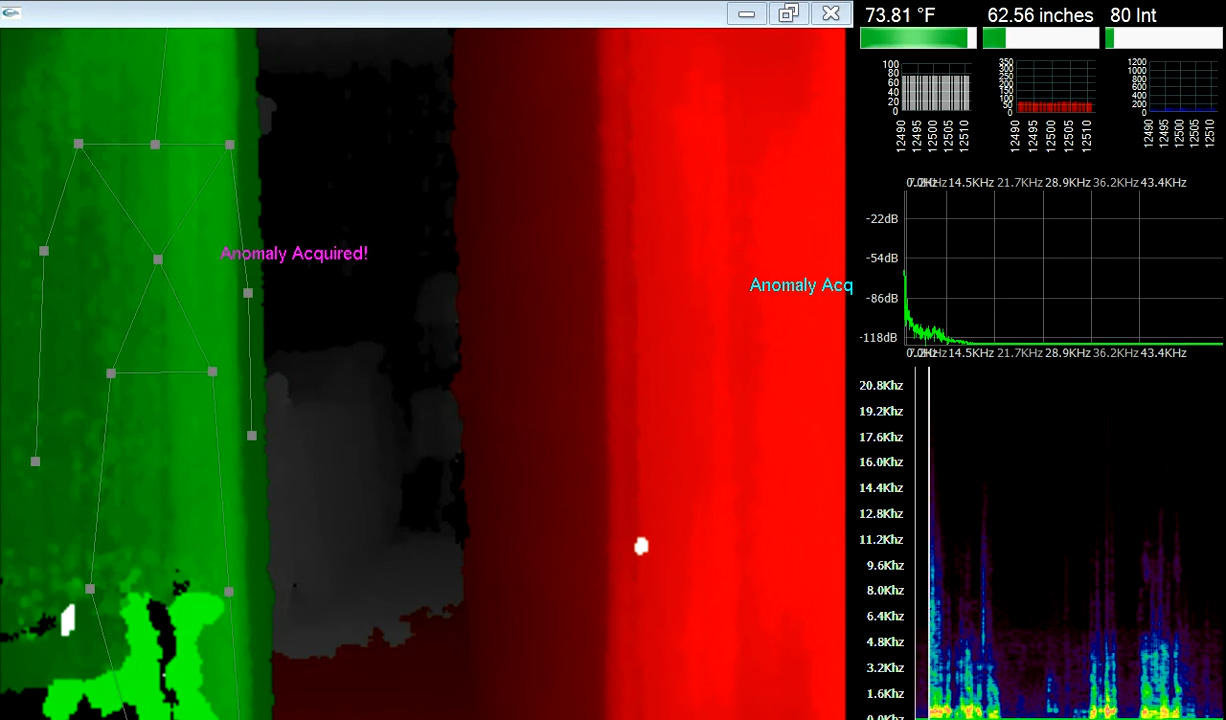 73.81 °F 62.56 inches 80 Int
100
80
60
40
20
0
12490 12495 12500 12505 12510
350
300
250
200
150
100
50
0
12490 12495 12500 12505 12510
1200
1000
800
600
400
200
0
12490 12495 12500 12505 12510
14.5KHz 21.7KHz 28.9KHz 36.2KHz 43.4KHz
-22dB
-54dB
-86dB
-118dB
14.5KHz 21.7KHz 28.9KHz 36.2KHz 43.4KHz
Anomaly Acquired!
Anomaly Acq
20.8Khz
19.2Khz
17.6Khz
16.0Khz
14.4Khz
12.8Khz
11.2Khz
9.6Khz
8.0Khz
6.4Khz
4.8Khz
3.2Khz
1.6Khz
0.0Khz